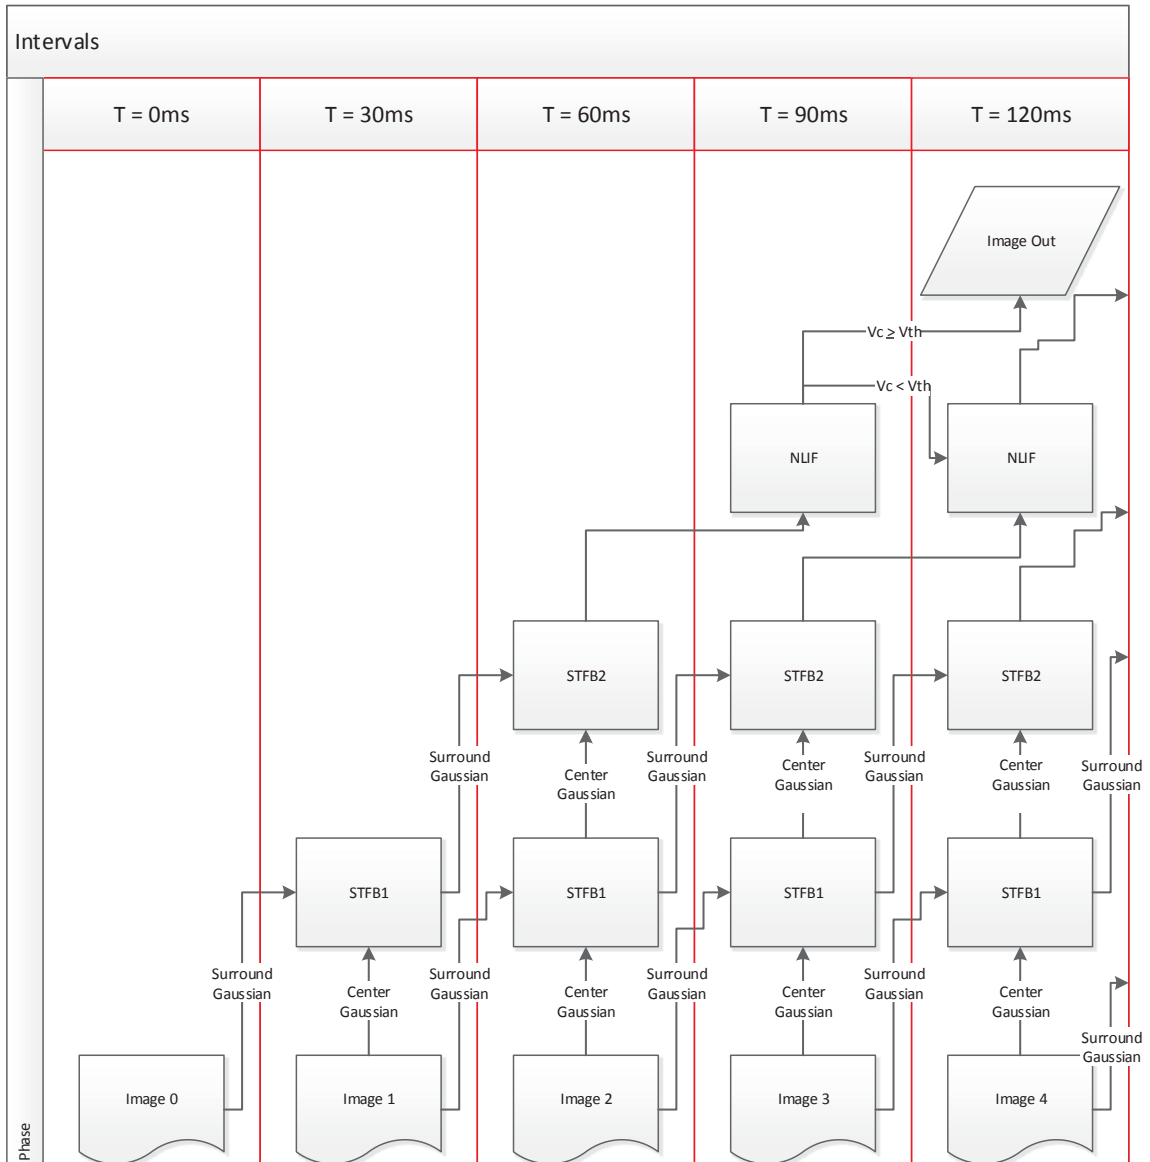 Intervals
T = 0ms
T = 30ms
T = 60ms
T = 90ms
T = 120ms
Image Out
Vc ≥ Vth
Vc < Vth
NLIF
NLIF
STFB2
STFB2
STFB2
Surround
Gaussian
Center
Gaussian
Surround
Gaussian
Center
Gaussian
Surround
Gaussian
Center
Gaussian
Surround
Gaussian
STFB1
STFB1
STFB1
STFB1
Surround
Gaussian
Center
Gaussian
Surround
Gaussian
Center
Gaussian
Surround
Gaussian
Center
Gaussian
Surround
Gaussian
Center
Gaussian
Surround
Gaussian
Image 0
Image 1
Image 2
Image 3
Image 4
Phase